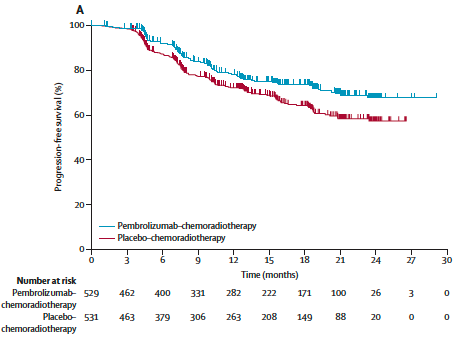 A
Progression-free survival (%)
100
80
60
40
20
0
Pembrolizumab–chemoradiotherapy
Placebo–chemoradiotherapy
0 3 6 9 12 15 18 21 24 27 30
Time (months)
Number at risk
Pembrolizumab– 529 462 400 331 282 222 171 100 26 3 0
chemoradiotherapy
Placebo– 531 463 379 306 263 208 149 88 20 0 0
chemoradiotherapy